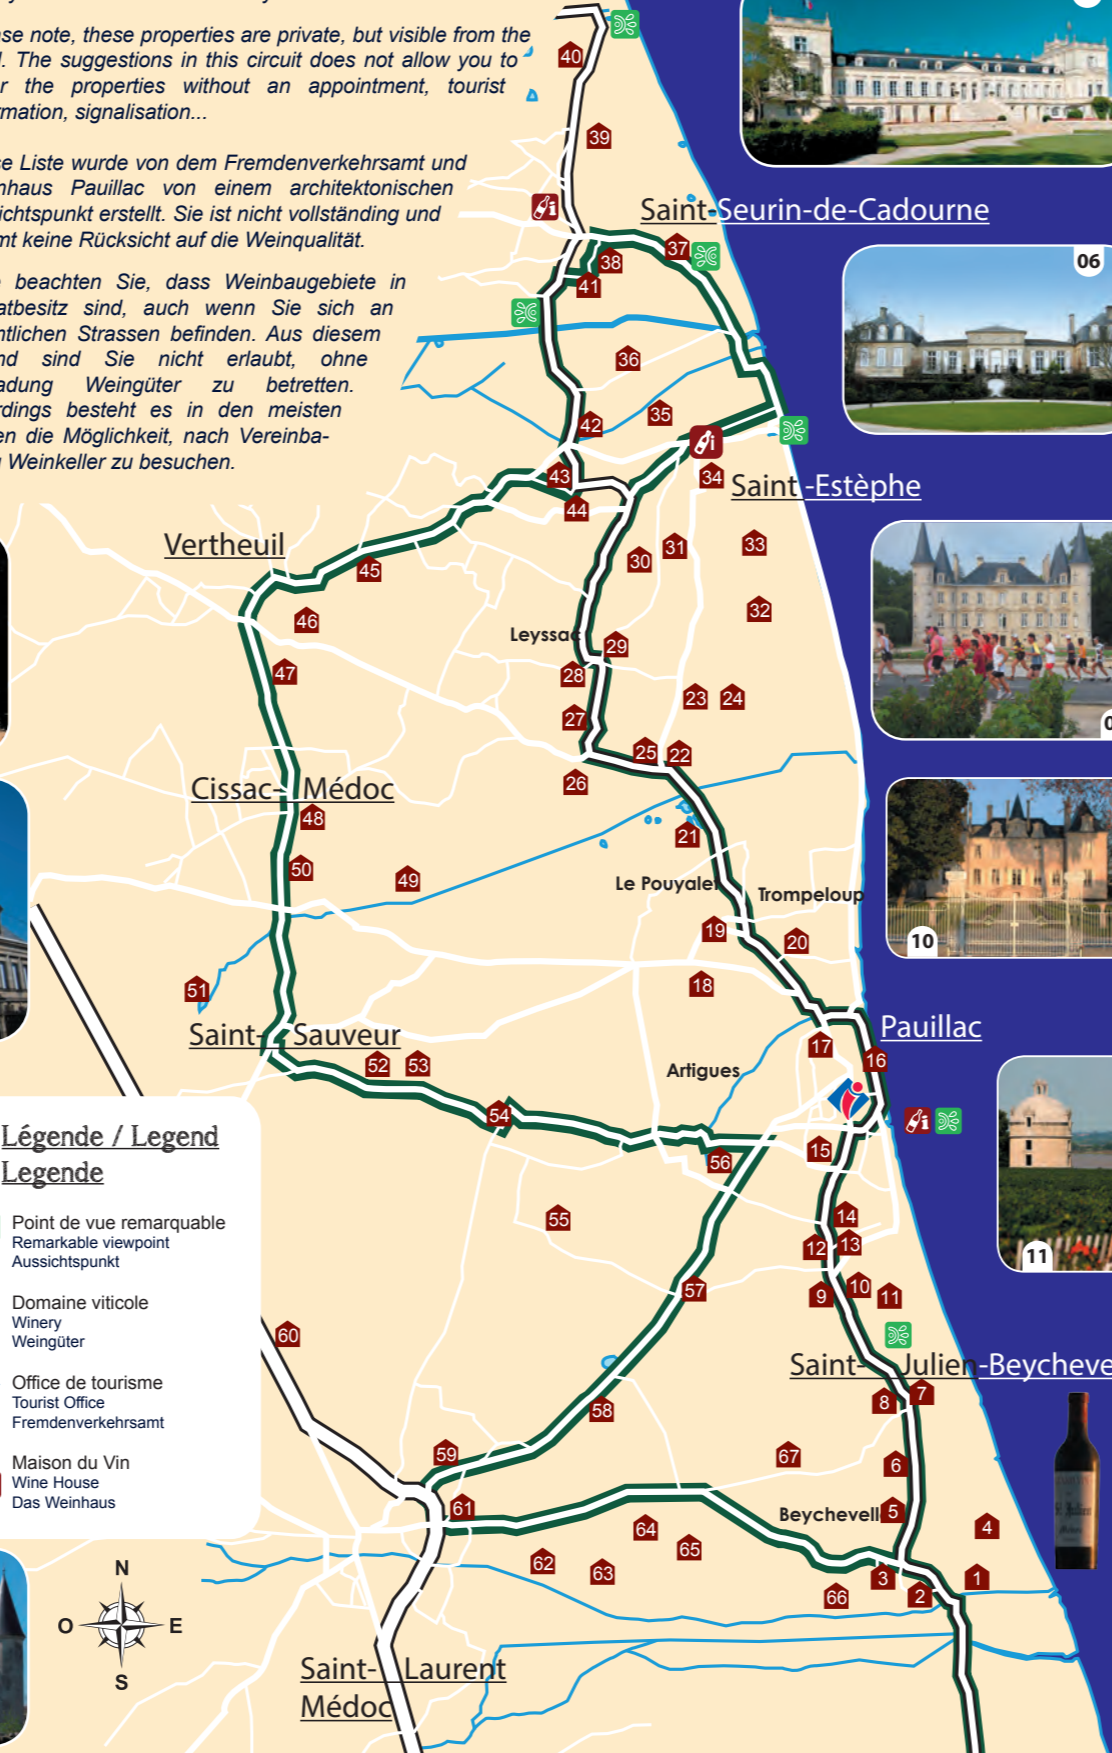 se note, these properties are private, but visible from the
The suggestions in this circuit does not allow you to
the properties without an appointment, tourist
rmation, signalisation...
se Liste wurde von dem Fremdenverkehrsamt und
nhaus Pauillac von einem architektonischen
ichtspunkt erstellt. Sie ist nicht vollständig und
mt keine Rücksicht auf die Weinqualität.
beachten Sie, dass Weinbaugebiete in
atbesitz sind, auch wenn Sie sich an
ntlichen Strassen befinden. Aus diesem
nd sind Sie nicht erlaubt, ohne
adung Weingüter zu betreten.
rdings besteht es in den meisten
en die Möglichkeit, nach Vereinba-
Weinkeller zu besuchen.
40
39
Saint-Seurin-de-Cadourne
37
38
41
06
36
35
42
43
34
Saint-Estèphe
44
Vertheuil
33
31
30
45
32
46
Leyssac
29
28
47
23
24
27
25
22
26
Cissac-Médoc
48
21
50
49
Le Pouyalet
Trompeloup
19
20
10
18
51
Saint-Sauveur
Pauillac
17
16
52
53
Artigues
54
15
56
55
14
12
13
11
57
10
9
11
60
Saint-Julien-Beycheve
7
8
58
59
67
6
61
Beychevell
5
4
64
65
62
63
3
1
66
2
Saint-Laurent
Médoc
Légende / Legend
Legende
Point de vue remarquable
Remarkable viewpoint
Aussichtspunkt
Domaine viticole
Winery
Weingüter
Office de tourisme
Tourist Office
Fremdenverkehrsamt
Maison du Vin
Wine House
Das Weinhaus
N
O
E
S